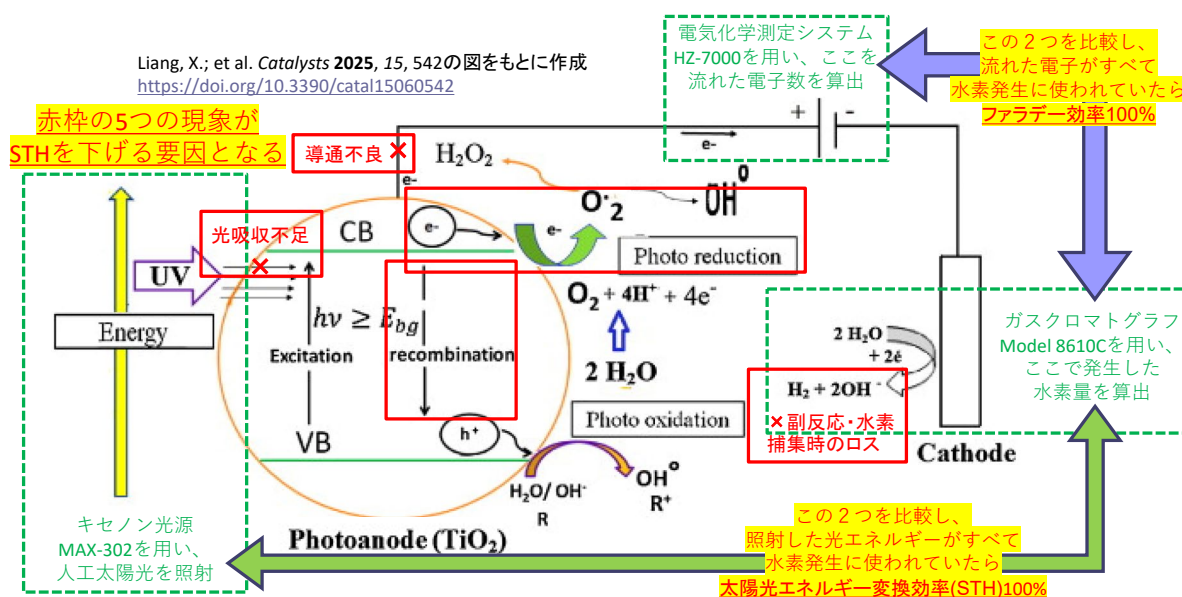 Liang, X.; et al. Catalysts 2025, 15, 542の図をもとに作成
https://doi.org/10.3390/catal15060542
電気化学測定システム
HZ-7000を用い、ここを
流れた電子数を算出
この２つを比較し、
流れた電子がすべて
水素発生に使われていたら
ファラデー効率100%
赤枠の5つの現象が
STHを下げる要因となる
導通不良
×
H2O2
+
-
e-
e-
O·-2
OH°
光吸収不足
×
CB
e-
e-
Photo reduction
UV
O2 + 4H+ + 4e-
Energy
hν ≥ Ebg
Excitation
recombination
2 H2O
2 H2O
+ 2é
H2 + 2OH -
ガスクロマトグラフ
Model 8610Cを用い、
ここで発生した
水素量を算出
Photo oxidation
×副反応・水素
捕集時のロス
Cathode
VB
h+
H2O/ OH-
R
OH°
R+
キセノン光源
MAX-302を用い、
人工太陽光を照射
Photoanode (TiO2)
この２つを比較し、
照射した光エネルギーがすべて
水素発生に使われていたら
太陽光エネルギー変換効率(STH)100%